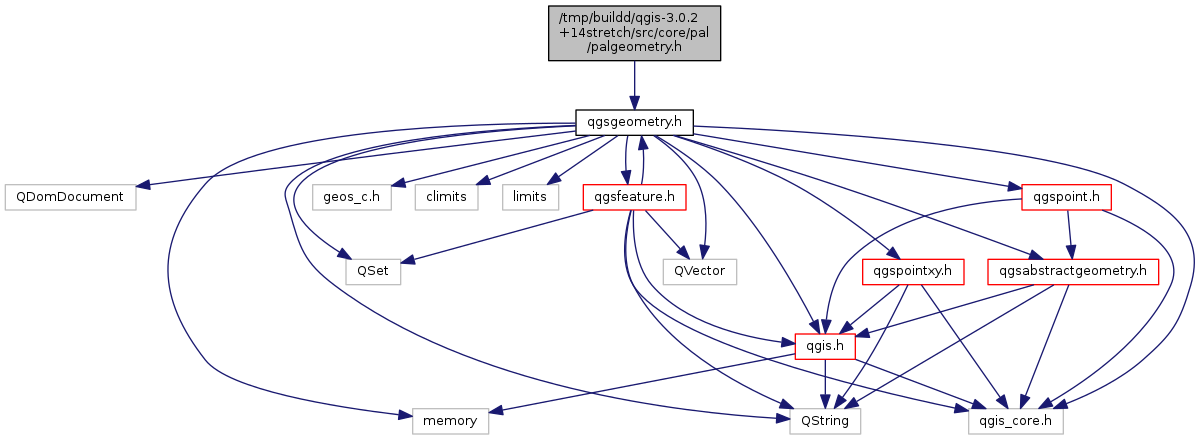 /tmp/buildd/qgis-3.0.2
+14stretch/src/core/pal
/palgeometry.h
qgsgeometry.h
QDomDocument
geos_c.h
climits
limits
qgsfeature.h
qgspoint.h
QSet
QVector
qgspointxy.h
qgsabstractgeometry.h
qgis.h
memory
QString
qgis_core.h